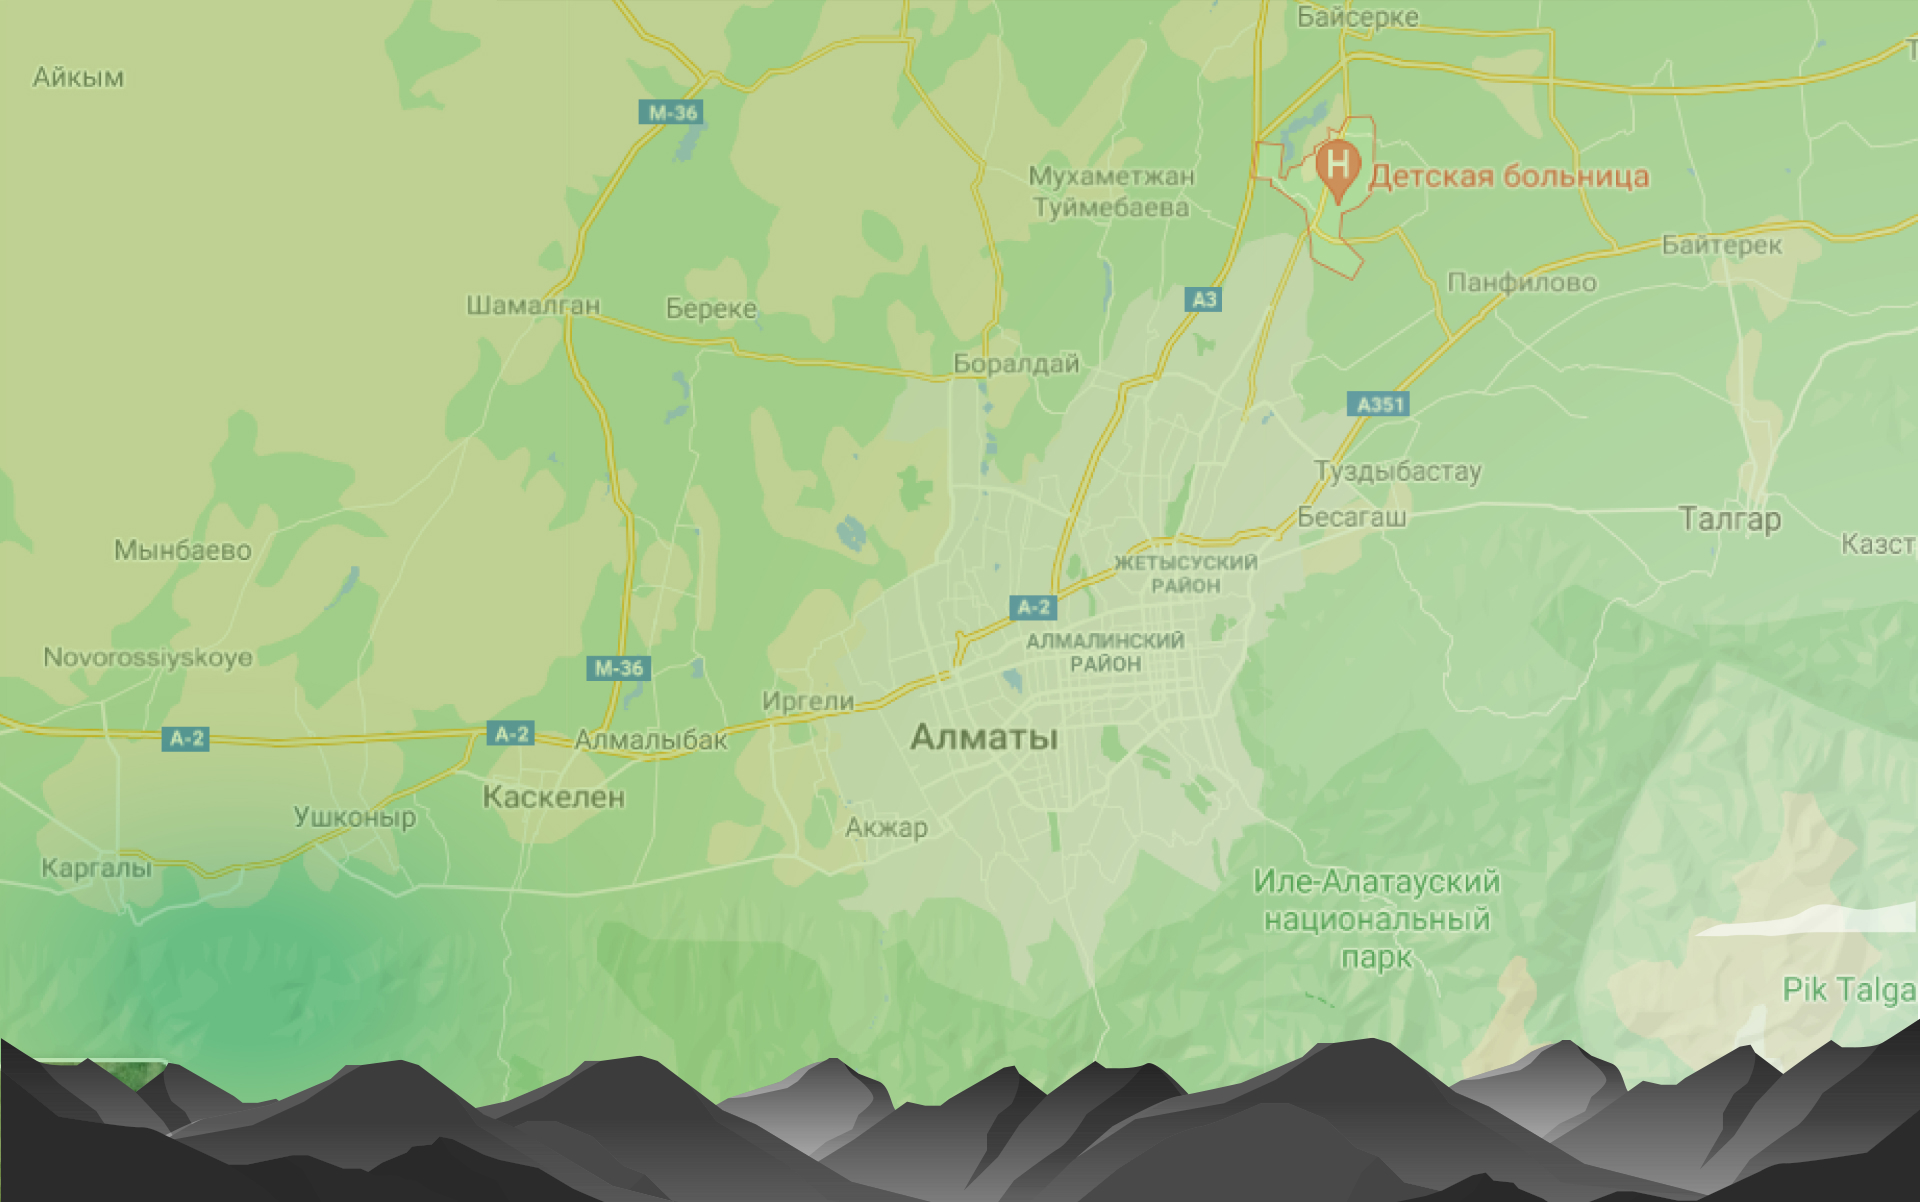 Байсерке
Айкым
M-36
Мухаметжан
Туймебаева
H
Детская больница
Байтерек
Панфилово
A3
Шамалган
Береке
Боралдай
A351
Туздыбастау
Бесагаш
Талгар
Казст
Мынбаево
ЖЕТЫСУСКИЙ
РАЙОН
A-2
АЛМАЛИНСКИЙ
РАЙОН
Novorossiyskoye
M-36
Иргели
A-2
A-2
Алмалыбак
Алматы
Каскелен
Ушконыр
Акжар
Каргалы
Иле-Алатауский
национальный
парк
Pik Talga